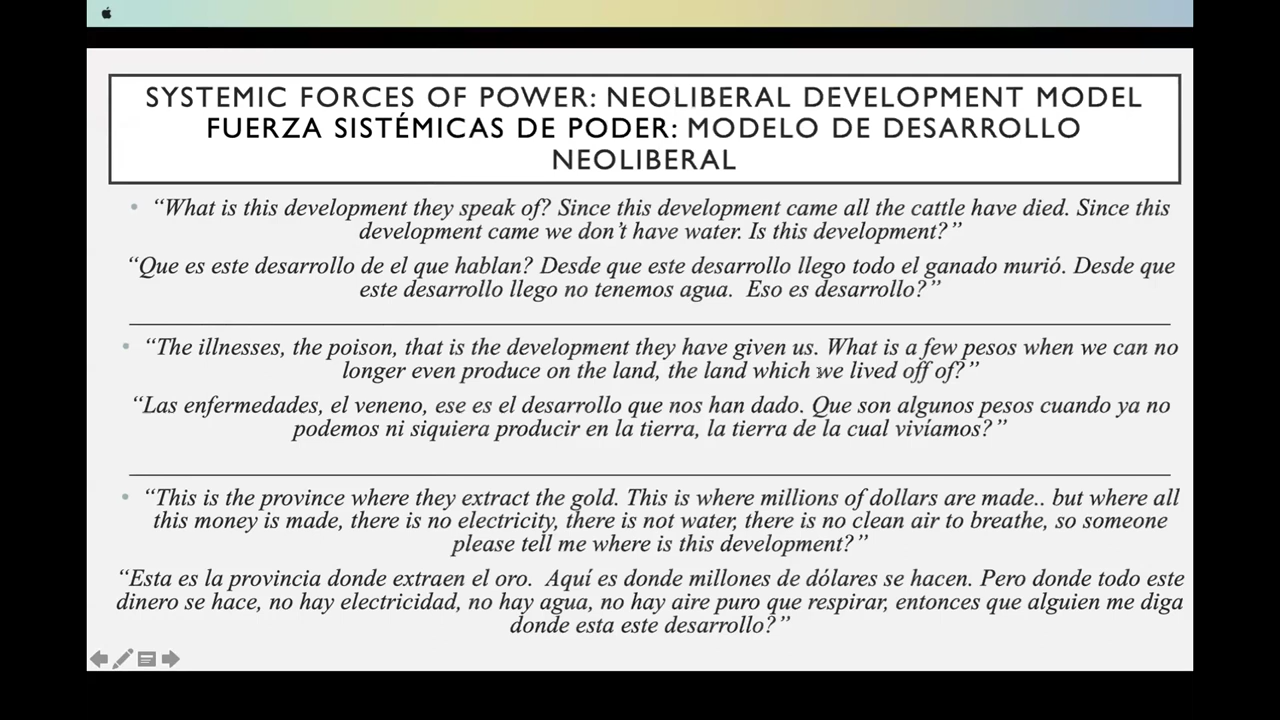 SYSTEMIC FORCES OF POWER: NEOLIBERAL DEVELOPMENT MODEL
FUERZA SISTÉMICAS DE PODER: MODELO DE DESARROLLO
NEOLIBERAL
• “What is this development they speak of? Since this development came all the cattle have died. Since this
development came we don’t have water. Is this development?”
“Que es este desarrollo de el que hablan? Desde que este desarrollo llego todo el ganado murió. Desde que
este desarrollo llego no tenemos agua.  Eso es desarrollo?”
• “The illnesses, the poison, that is the development they have given us. What is a few pesos when we can no
longer even produce on the land, the land which we lived off of?”
“Las enfermedades, el veneno, ese es el desarrollo que nos han dado. Que son algunos pesos cuando ya no
podemos ni siquiera producir en la tierra, la tierra de la cual vivíamos?”
• “This is the province where they extract the gold. This is where millions of dollars are made.. but where all
this money is made, there is no electricity, there is not water, there is no clean air to breathe, so someone
please tell me where is this development?”
“Esta es la provincia donde extraen el oro.  Aquí es donde millones de dólares se hacen. Pero donde todo este
dinero se hace, no hay electricidad, no hay agua, no hay aire puro que respirar, entonces que alguien me diga
donde esta este desarrollo?”